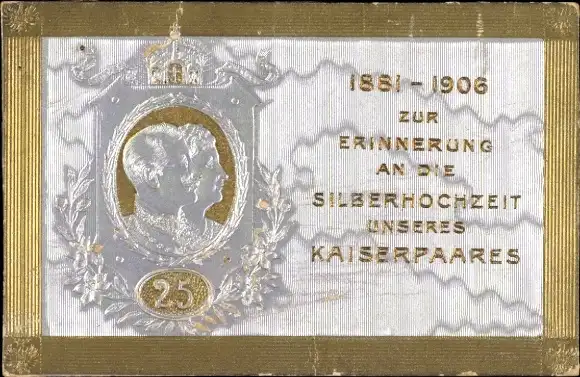 1881 - 1906
ZUR
ERINNERUNG
AN DIE
SILBERHOCHZEIT
UNSERES
KAISERPAARES
25